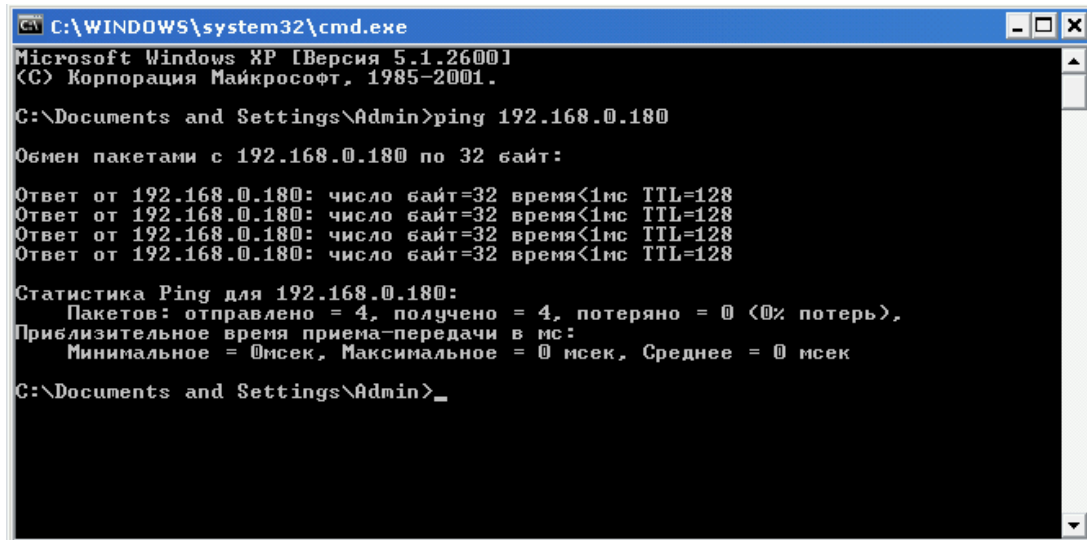 C:\WINDOWS\system32\cmd.exe
Microsoft Windows XP [Версия 5.1.2600]
(С) Корпорация Майкрософт, 1985-2001.
C:\Documents and Settings\Admin>ping 192.168.0.180
Обмен пакетами с 192.168.0.180 по 32 байт:
Ответ от 192.168.0.180: число байт=32 время<1мс TTL=128
Ответ от 192.168.0.180: число байт=32 время<1мс TTL=128
Ответ от 192.168.0.180: число байт=32 время<1мс TTL=128
Ответ от 192.168.0.180: число байт=32 время<1мс TTL=128
Статистика Ping для 192.168.0.180:
Пакетов: отправлено = 4, получено = 4, потеряно = 0 (0% потерь),
Приблизительное время приема-передачи в мс:
Минимальное = 0мсек, Максимальное = 0 мсек, Среднее = 0 мсек
C:\Documents and Settings\Admin>_